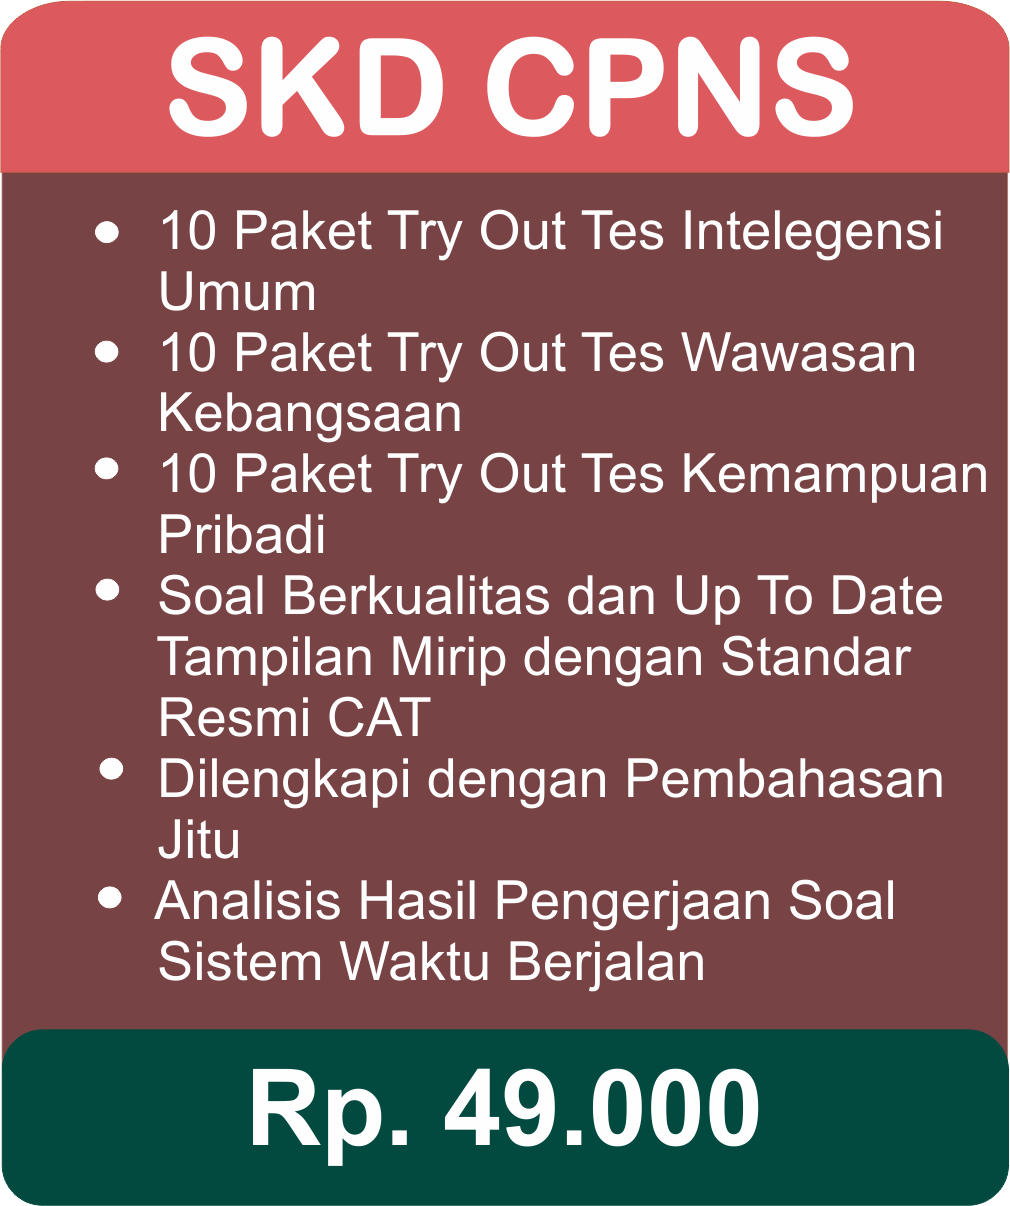 SKD CPNS
● 10 Paket Try Out Tes Intelegensi
Umum
● 10 Paket Try Out Tes Wawasan
Kebangsaan
● 10 Paket Try Out Tes Kemampuan
Pribadi
● Soal Berkualitas dan Up To Date
Tampilan Mirip dengan Standar
Resmi CAT
● Dilengkapi dengan Pembahasan
Jitu
● Analisis Hasil Pengerjaan Soal
Sistem Waktu Berjalan
Rp. 49.000